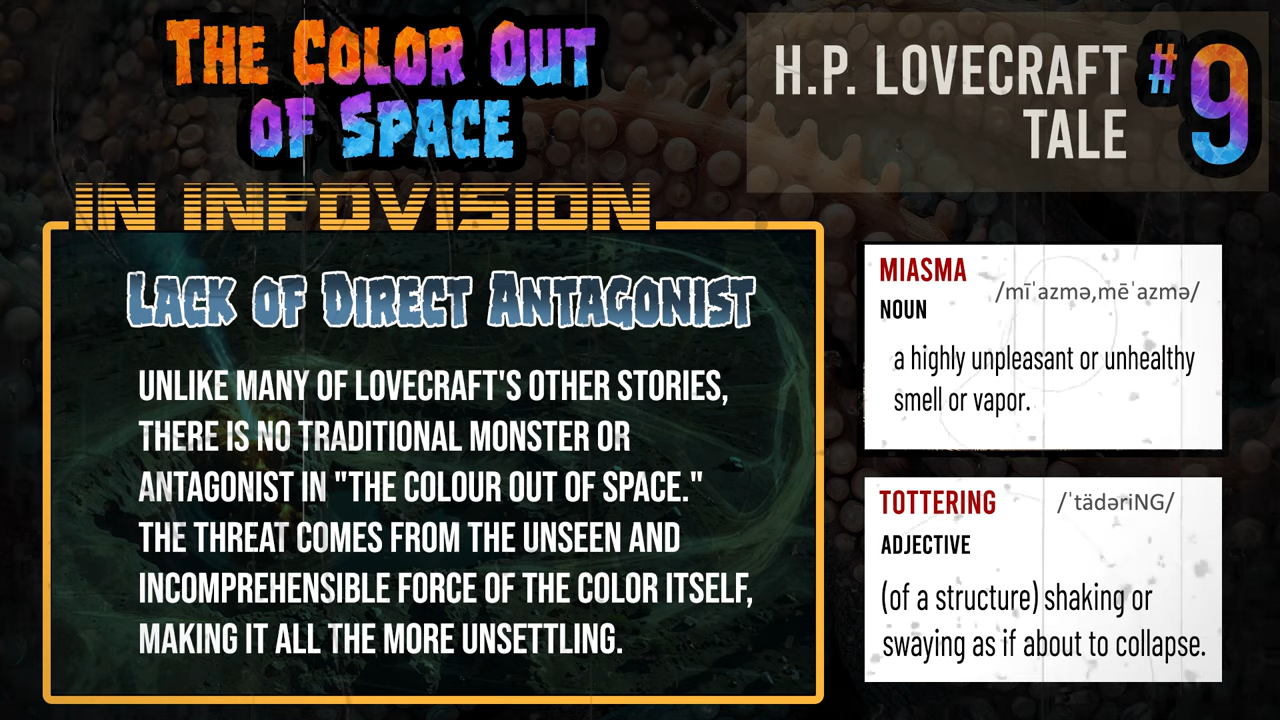 The Color Out
of Space
IN INFOVISION
H.P. LOVECRAFT
TALE
#9
Lack of Direct Antagonist
UNLIKE MANY OF LOVECRAFT'S OTHER STORIES,
THERE IS NO TRADITIONAL MONSTER OR
ANTAGONIST IN "THE COLOUR OUT OF SPACE."
THE THREAT COMES FROM THE UNSEEN AND
INCOMPREHENSIBLE FORCE OF THE COLOR ITSELF,
MAKING IT ALL THE MORE UNSETTLING.
MIASMA
/mīˈazmə,mēˈazmə/
NOUN
a highly unpleasant or unhealthy
smell or vapor.
TOTTERING
/ˈtädəriNG/
ADJECTIVE
(of a structure) shaking or
swaying as if about to collapse.